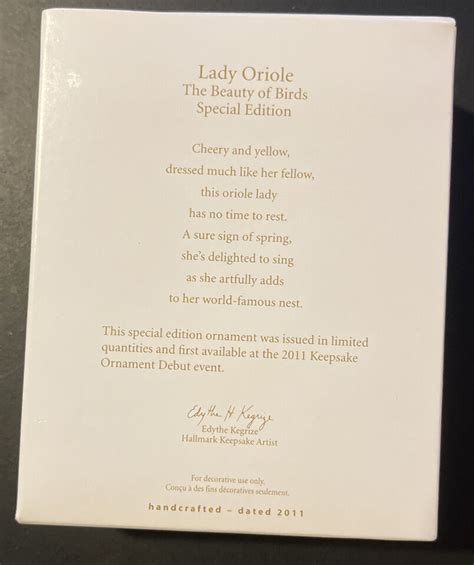 Lady Oriole
The Beauty of Birds
Special Edition
Cheery and yellow,
dressed much like her fellow,
this oriole lady
has no time to rest.
A sure sign of spring,
she's delighted to sing
as she artfully adds
to her world-famous nest.
This special edition ornament was issued in limited
quantities and first available at the 2011 Keepsake
Ornament Debut event.
Edythe H Kegrize
Edythe Kegrize
Hallmark Keepsake Artist
For decorative use only.
Conçu à des fins décoratives seulement.
handcrafted – dated 2011